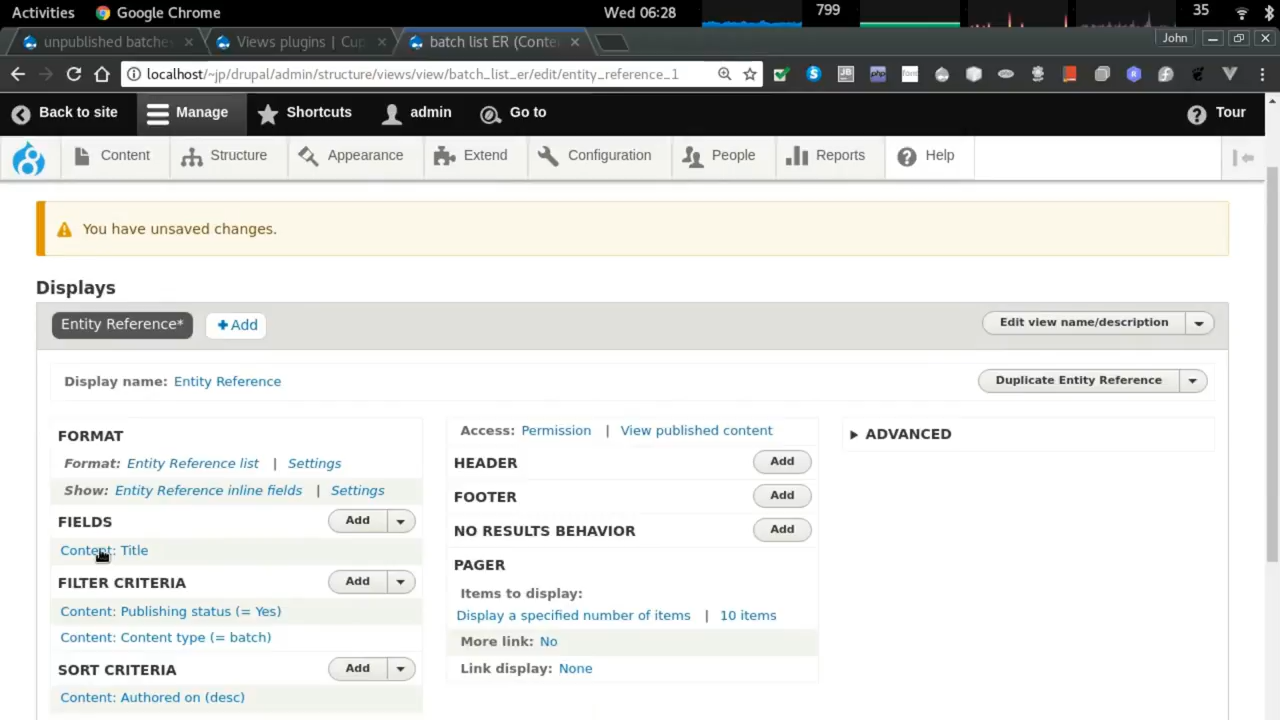 Activities Google Chrome Wed 06:28 799 35
unpublished batches × Views plugins | Cup × batch list ER (Conte × John
localhost/~jp/drupal/admin/structure/views/view/batch_list_er/edit/entity_reference_1
Back to site Manage Shortcuts admin Go to Tour
Content Structure Appearance Extend Configuration People Reports Help
You have unsaved changes.
Displays
Entity Reference* + Add Edit view name/description
Display name: Entity Reference Duplicate Entity Reference
FORMAT
Format: Entity Reference list | Settings
Show: Entity Reference inline fields | Settings
FIELDS Add
Content: Title
FILTER CRITERIA Add
Content: Publishing status (= Yes)
Content: Content type (= batch)
SORT CRITERIA Add
Content: Authored on (desc)
Access: Permission | View published content
HEADER Add
FOOTER Add
NO RESULTS BEHAVIOR Add
PAGER
Items to display:
Display a specified number of items | 10 items
More link: No
Link display: None
ADVANCED